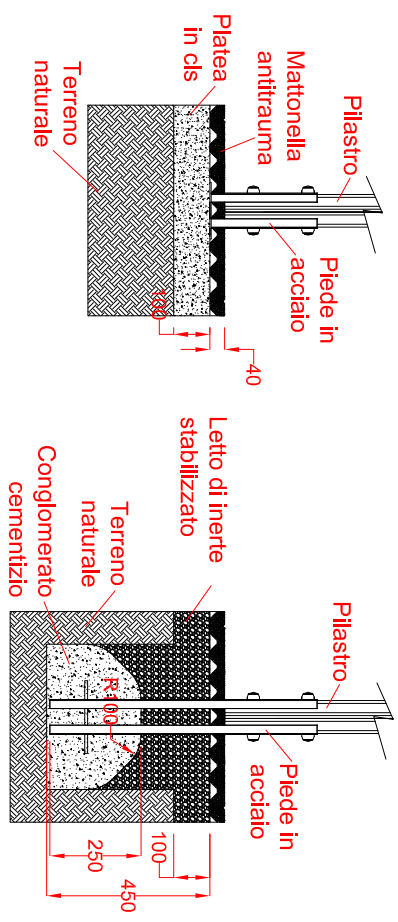 Pilastro
Mattonella
antitrauma
Platea
in cls
Terreno
naturale
Piede in
acciaio
100
40
Pilastro
Letto di inerte
stabilizzato
Terreno
naturale
Conglomerato
cementizio
R100
Piede in
acciaio
100
250
450